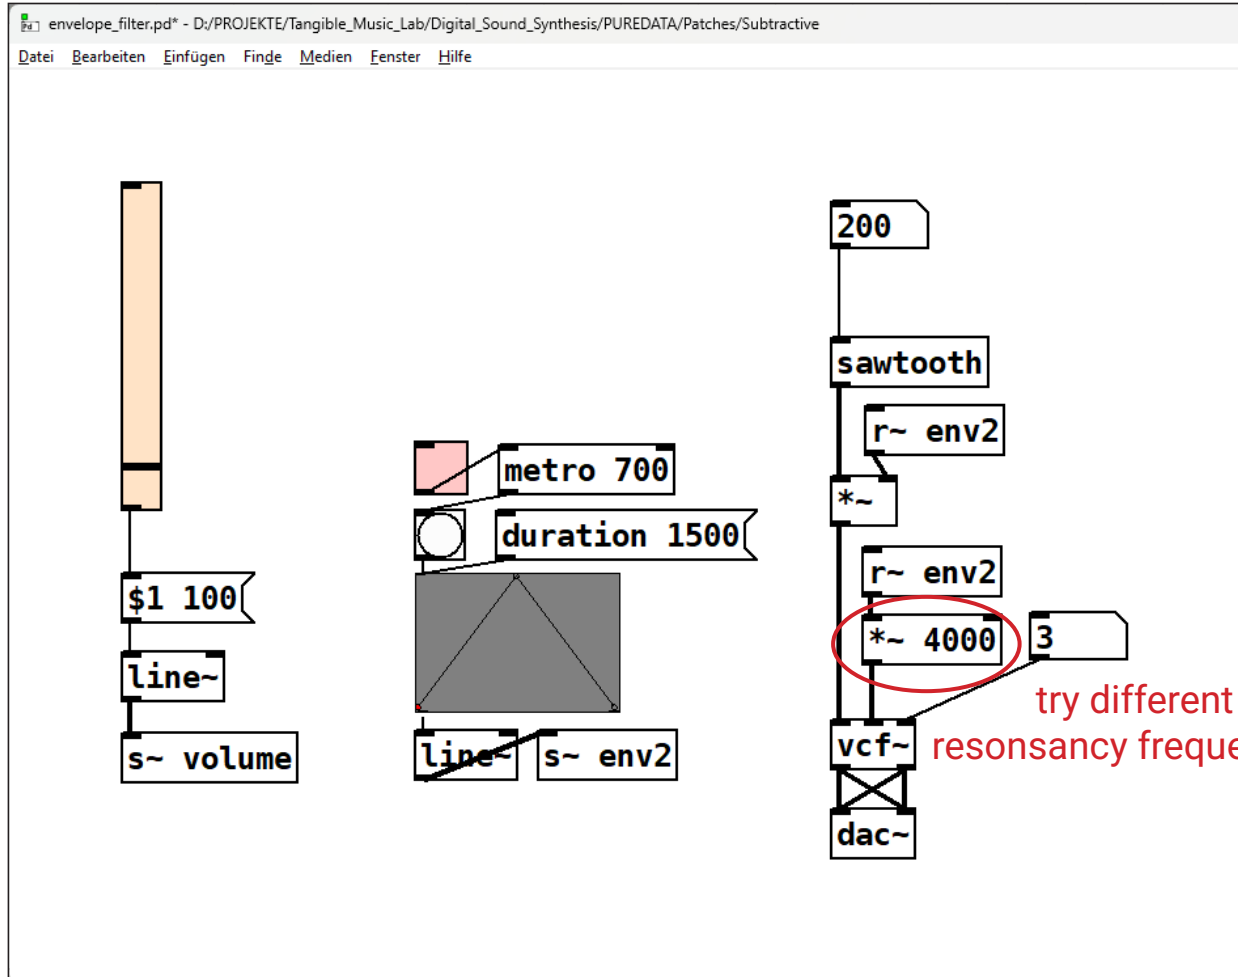 envelope_filter.pd* - D:/PROJEKTE/Tangible_Music_Lab/Digital_Sound_Synthesis/PUREDATA/Patches/Subtractive
Datei Bearbeiten Einfügen Finde Medien Fenster Hilfe
200
sawtooth
r~ env2
metro 700
*~
duration 1500
r~ env2
$1 100
*~ 4000
3
line~
try different
resonsancy freque
line~
s~ env2
vcf~
s~ volume
dac~